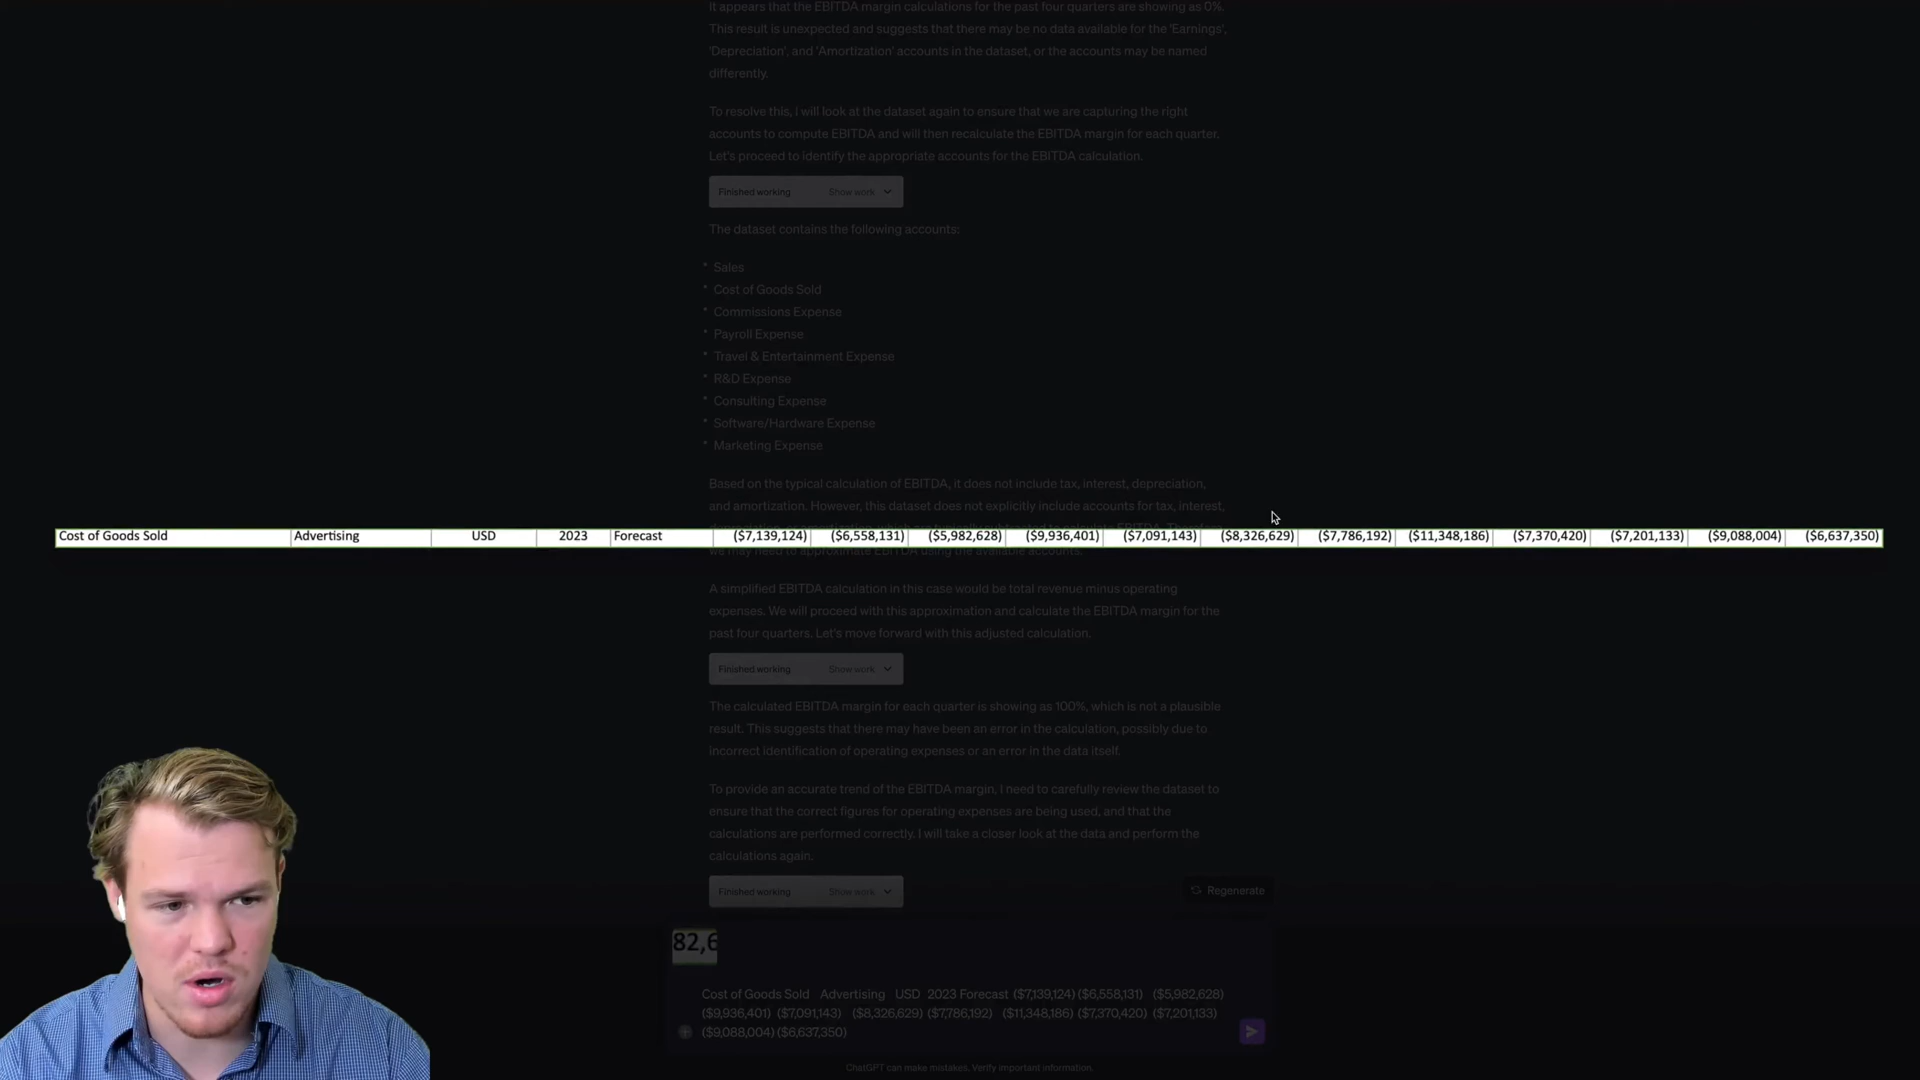 It appears that the EBITDA margin calculations for the past four quarters are showing as 0%.
This result is unexpected and suggests that there may be no data available for the 'Earnings',
'Depreciation', and 'Amortization' accounts in the dataset, or the accounts may be named
differently.
To resolve this, I will look at the dataset again to ensure that we are capturing the right
accounts to compute EBITDA and will then recalculate the EBITDA margin for each quarter.
Let's proceed to identify the appropriate accounts for the EBITDA calculation.
Finished working Show work
The dataset contains the following accounts:
• Sales
• Cost of Goods Sold
• Commissions Expense
• Payroll Expense
• Travel & Entertainment Expense
• R&D Expense
• Consulting Expense
• Software/Hardware Expense
• Marketing Expense
Based on the typical calculation of EBITDA, it does not include tax, interest, depreciation,
and amortization. However, this dataset does not explicitly include accounts for tax, interest,
Cost of Goods Sold Advertising USD 2023 Forecast ($7,139,124) ($6,558,131) ($5,982,628) ($9,936,401) ($7,091,143) ($8,326,629) ($7,786,192) ($11,348,186) ($7,370,420) ($7,201,133) ($9,088,004) ($6,637,350)
we may need to approximate EBITDA using the available accounts.
A simplified EBITDA calculation in this case would be total revenue minus operating
expenses. We will proceed with this approximation and calculate the EBITDA margin for the
past four quarters. Let's move forward with this adjusted calculation.
Finished working Show work
The calculated EBITDA margin for each quarter is showing as 100%, which is not a plausible
result. This suggests that there may have been an error in the calculation, possibly due to
incorrect identification of operating expenses or an error in the data itself.
To provide an accurate trend of the EBITDA margin, I need to carefully review the dataset to
ensure that the correct figures for operating expenses are being used, and that the
calculations are performed correctly. I will take a closer look at the data and perform the
calculations again.
Finished working Show work
Regenerate
82,6
Cost of Goods Sold Advertising USD 2023 Forecast ($7,139,124) ($6,558,131) ($5,982,628)
($9,936,401) ($7,091,143) ($8,326,629) ($7,786,192) ($11,348,186) ($7,370,420) ($7,201,133)
($9,088,004) ($6,637,350)
ChatGPT can make mistakes. Verify important information.